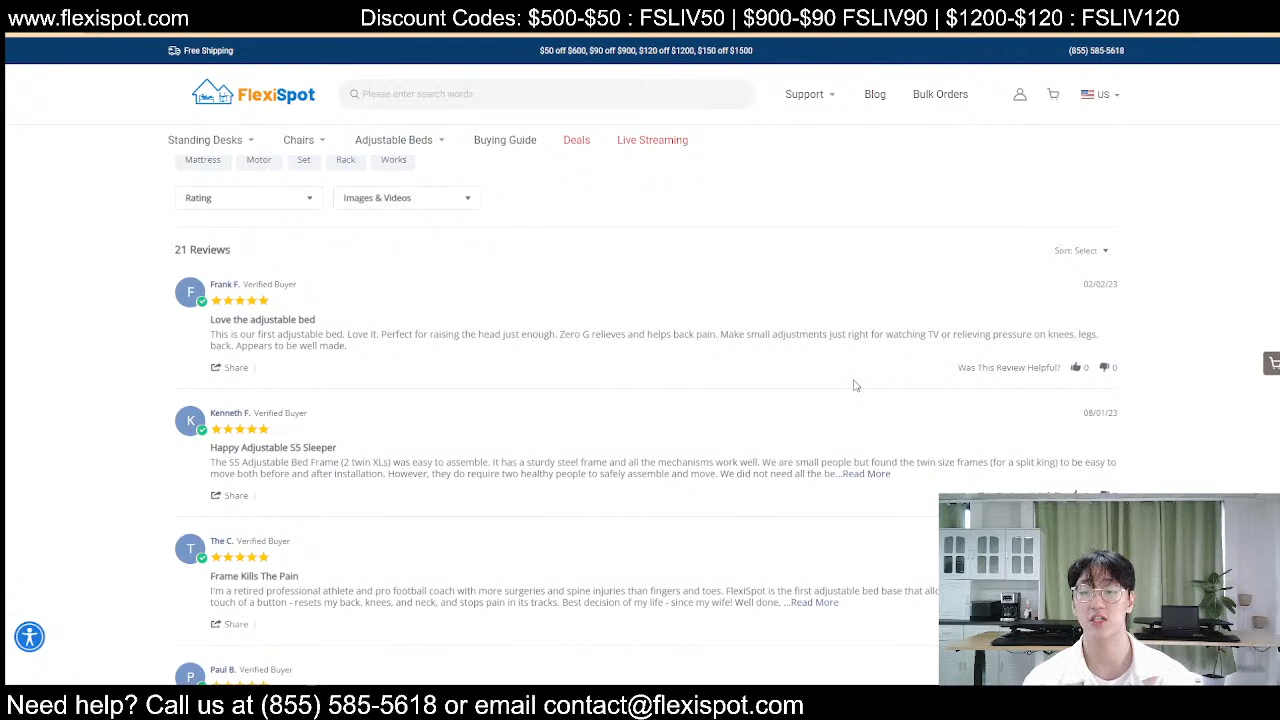 www.flexispot.com
Discount Codes: $500-$50 : FSLIV50 | $900-$90 FSLIV90 | $1200-$120 : FSLIV120
Free Shipping
$50 off $600, $90 off $900, $120 off $1200, $150 off $1500
(855) 585-5618
FlexiSpot
Please enter search words
Support
Blog
Bulk Orders
US
Standing Desks
Chairs
Adjustable Beds
Buying Guide
Deals
Live Streaming
Mattress
Motor
Set
Rack
Works
Rating
Images & Videos
21 Reviews
Sort: Select
F
Frank F. Verified Buyer
02/02/23
Love the adjustable bed
This is our first adjustable bed. Love it. Perfect for raising the head just enough. Zero G relieves and helps back pain. Make small adjustments just right for watching TV or relieving pressure on knees, legs,
back. Appears to be well made.
Share
Was This Review Helpful? 0 0
K
Kenneth F. Verified Buyer
08/01/23
Happy Adjustable S5 Sleeper
The S5 Adjustable Bed Frame (2 twin XLs) was easy to assemble. It has a sturdy steel frame and all the mechanisms work well. We are small people but found the twin size frames (for a split king) to be easy to
move both before and after installation. However, they do require two healthy people to safely assemble and move. We did not need all the be...Read More
Share
T
The C. Verified Buyer
Frame Kills The Pain
I'm a retired professional athlete and pro football coach with more surgeries and spine injuries than fingers and toes. FlexiSpot is the first adjustable bed base that
touch of a button - resets my back, knees, and neck, and stops pain in its tracks. Best decision of my life - since my wife! Well done, ...Read More
Share
P
Paul B. Verified Buyer
Need help? Call us at (855) 585-5618 or email contact@flexispot.com